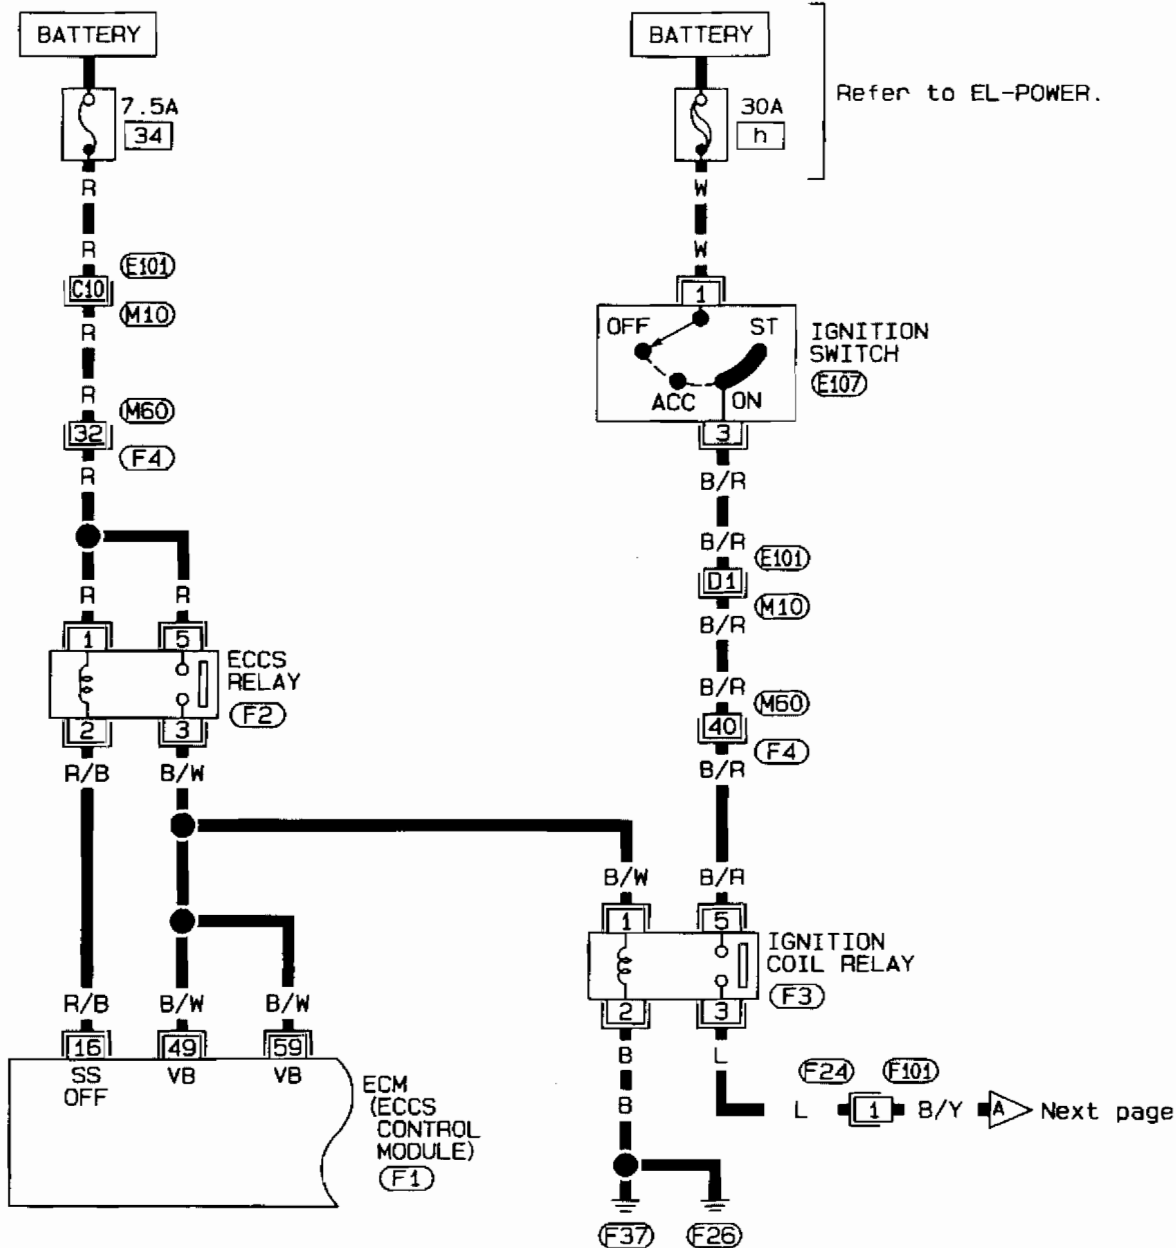 BATTERY
BATTERY
Refer to EL-POWER.
7.5A
34
30A
h
R
W
R
W
C10
E101
M10
1
OFF
ST
IGNITION
SWITCH
E107
ACC
ON
3
R
R
32
M60
F4
R
B/R
B/R
D1
E101
M10
B/R
R
R
1
5
ECCS
RELAY
F2
2
3
R/B
B/W
B/R
40
M60
F4
B/R
B/W
B/R
1
5
IGNITION
COIL RELAY
F3
2
3
R/B
B/W
B/W
16
49
59
SS
OFF
VB
VB
ECM
(ECCS
CONTROL
MODULE)
F1
B
L
B
L
F24
F101
1
B/Y
A
Next page
F37
F26